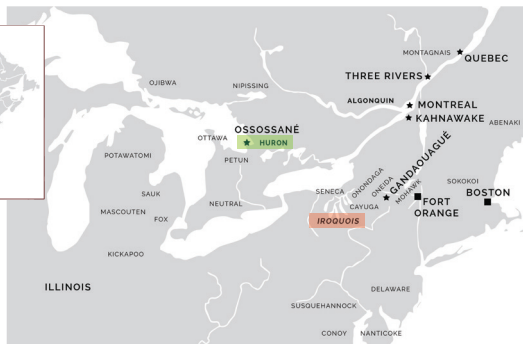 MONTAGNAIS
QUEBEC
THREE RIVERS
OJIBWA
NIPISSING
ALGONQUIN
MONTREAL
KAHNAWAKE
ABENAKI
OTTAWA
OSSOSSANÉ
HURON
PETUN
POTAWATOMI
SAUK
MASCOUTEN
FOX
NEUTRAL
KICKAPOO
SENECA
CAYUGA
ONONDAGA
ONEIDA
GANDAOUAGUÉ
MOHAWK
IROQUOIS
FORT
ORANGE
SOKOKOI
BOSTON
ILLINOIS
DELAWARE
SUSQUEHANNOCK
CONOY
NANTICOKE